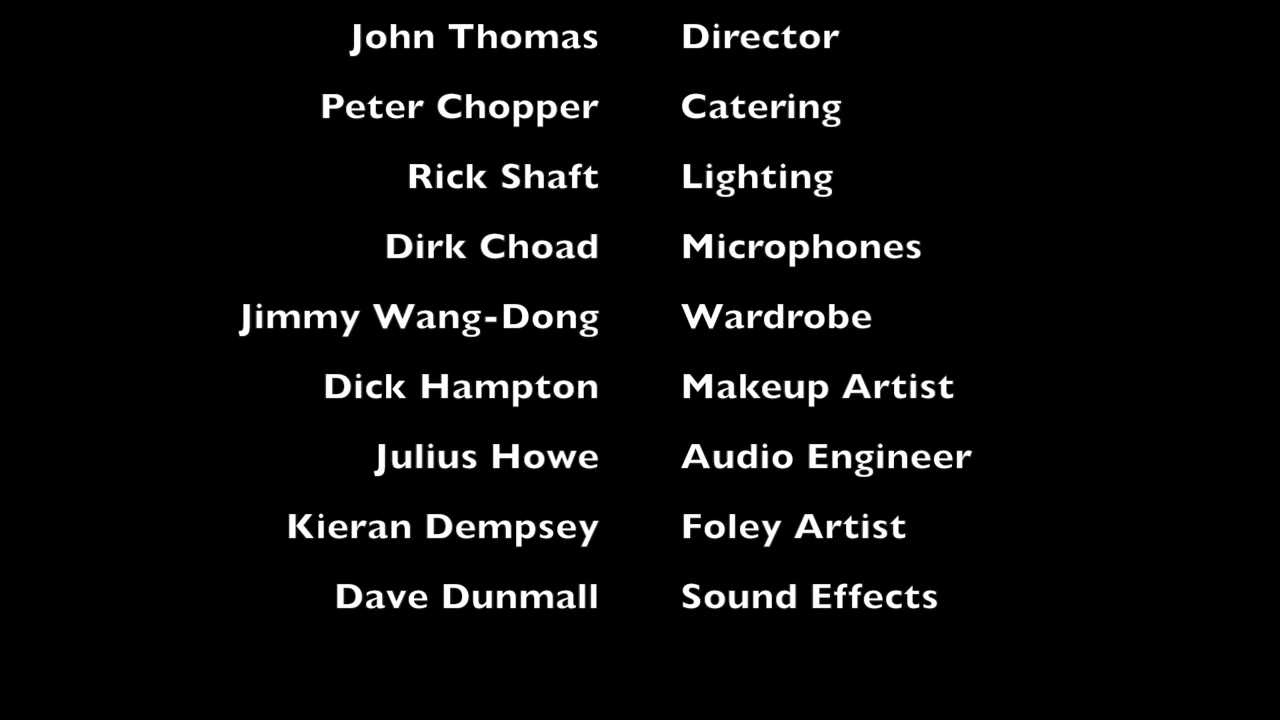 John Thomas Director
Peter Chopper Catering
Rick Shaft Lighting
Dirk Choad Microphones
Jimmy Wang-Dong Wardrobe
Dick Hampton Makeup Artist
Julius Howe Audio Engineer
Kieran Dempsey Foley Artist
Dave Dunmall Sound Effects